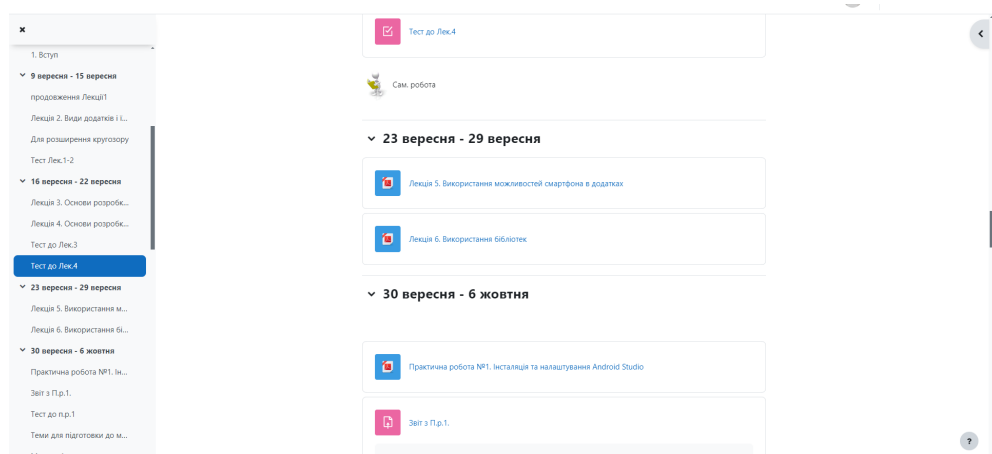 1. Вступ
9 вересня - 15 вересня
продовження Лекції1
Лекція 2. Види додатків і і...
Для розширення кругозору
Тест Лек.1-2
16 вересня - 22 вересня
Лекція 3. Основи розробк...
Лекція 4. Основи розробк...
Тест до Лек.3
Тест до Лек.4
23 вересня - 29 вересня
Лекція 5. Використання м...
Лекція 6. Використання бі...
30 вересня - 6 жовтня
Практична робота №1. Ін...
Звіт з П.р.1.
Тест до п.р.1
Теми для підготовки до м...
Тест до Лек.4
Сам. робота
23 вересня - 29 вересня
Лекція 5. Використання можливостей смартфона в додатках
Лекція 6. Використання бібліотек
30 вересня - 6 жовтня
Практична робота №1. Інсталяція та налаштування Android Studio
Звіт з П.р.1.
?